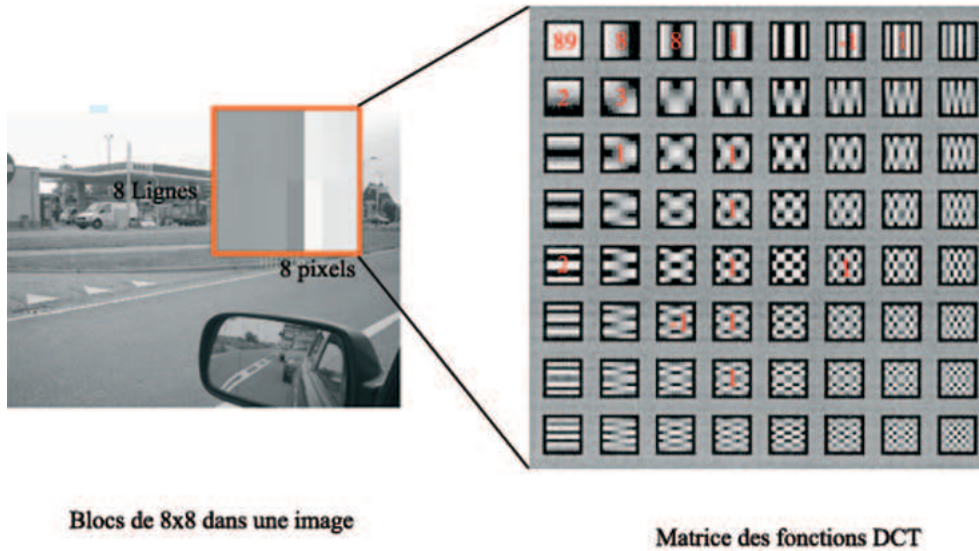 89 8 8 1 -1 1
2 3
1 1
8 Lignes
1
8 pixels
2 1 1
-1 1
1
Blocs de 8x8 dans une image
Matrice des fonctions DCT